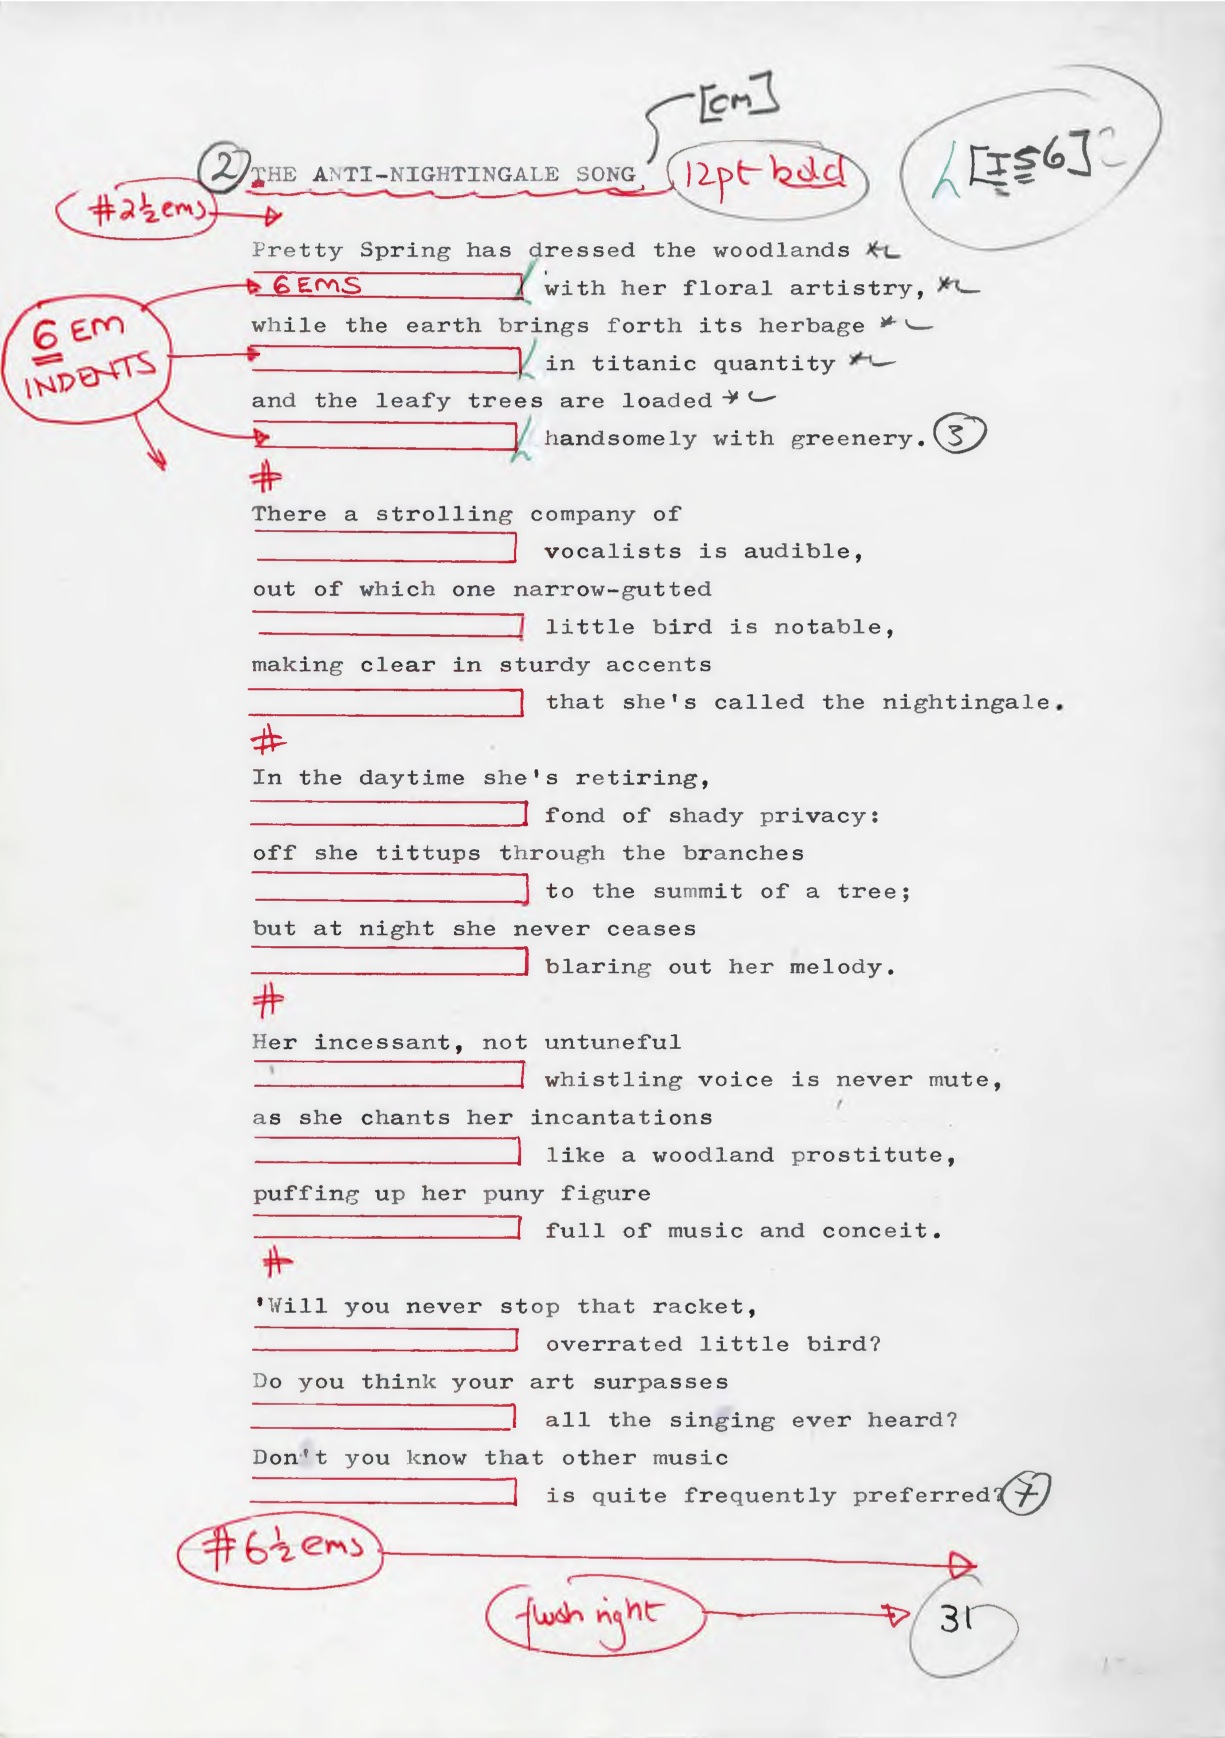 [cm]
2 THE ANTI-NIGHTINGALE SONG 12pt bold
[IS6]
#2½ ems
Pretty Spring has dressed the woodlands
6 EMS with her floral artistry,
6 EM INDENTS
while the earth brings forth its herbage
in titanic quantity
and the leafy trees are loaded
handsomely with greenery. 3
#
There a strolling company of
vocalists is audible,
out of which one narrow-gutted
little bird is notable,
making clear in sturdy accents
that she's called the nightingale.
#
In the daytime she's retiring,
fond of shady privacy:
off she tittups through the branches
to the summit of a tree;
but at night she never ceases
blaring out her melody.
#
Her incessant, not untuneful
whistling voice is never mute,
as she chants her incantations
like a woodland prostitute,
puffing up her puny figure
full of music and conceit.
#
'Will you never stop that racket,
overrated little bird?
Do you think your art surpasses
all the singing ever heard?
Don't you know that other music
is quite frequently preferred? 7
#6½ ems
flush right 31